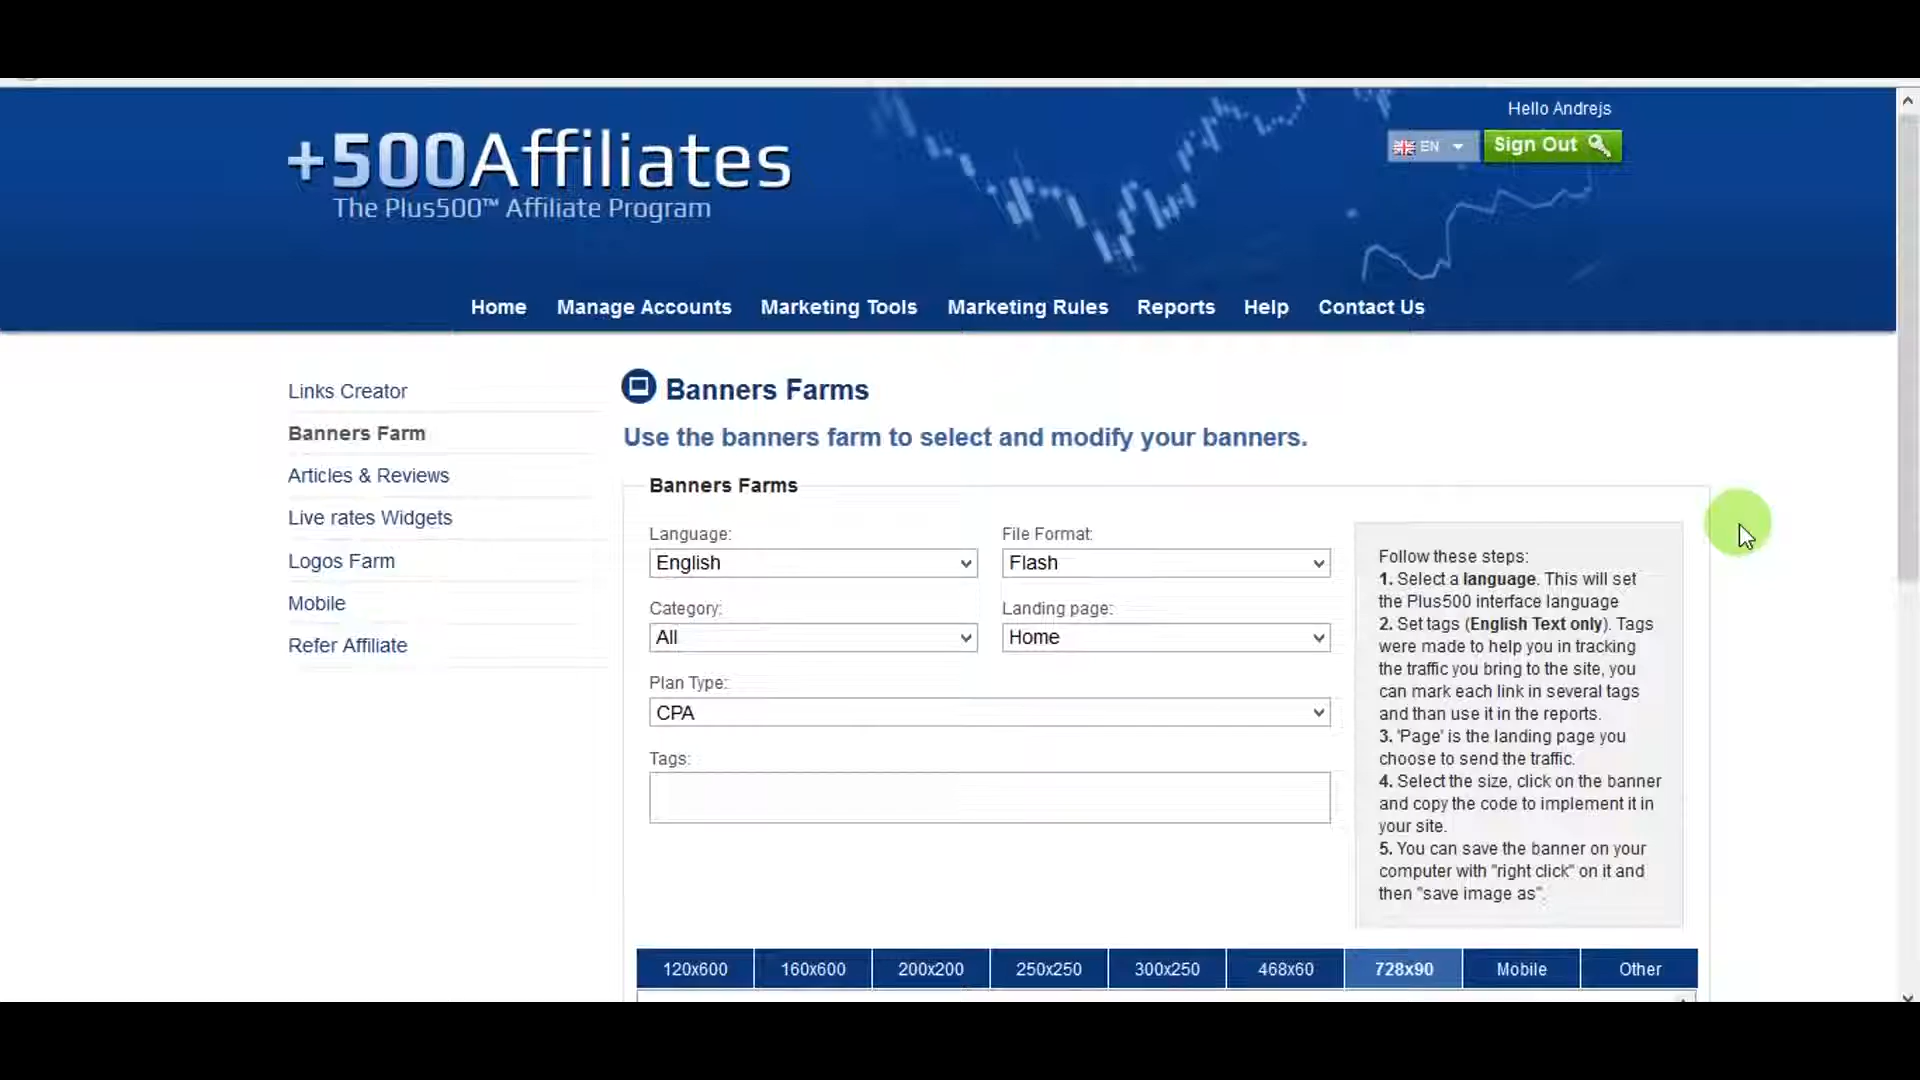 Hello Andrejs
+500Affiliates
The Plus500™ Affiliate Program
EN
Sign Out
Home Manage Accounts Marketing Tools Marketing Rules Reports Help Contact Us
Links Creator
Banners Farm
Articles & Reviews
Live rates Widgets
Logos Farm
Mobile
Refer Affiliate
Banners Farms
Use the banners farm to select and modify your banners.
Banners Farms
Language: File Format:
English Flash
Category: Landing page:
All Home
Plan Type:
CPA
Tags:
Follow these steps:
1. Select a language. This will set
the Plus500 interface language
2. Set tags (English Text only). Tags
were made to help you in tracking
the traffic you bring to the site, you
can mark each link in several tags
and than use it in the reports.
3. 'Page' is the landing page you
choose to send the traffic.
4. Select the size, click on the banner
and copy the code to implement it in
your site.
5. You can save the banner on your
computer with "right click" on it and
then "save image as".
120x600 160x600 200x200 250x250 300x250 468x60 728x90 Mobile Other